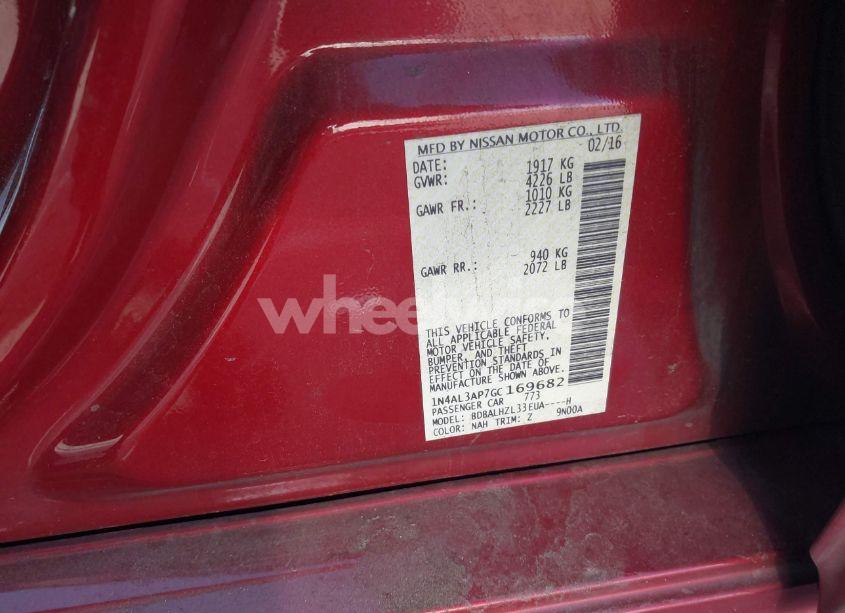 MFD BY NISSAN MOTOR CO., LTD.
02/16
DATE: 1917 KG
GVWR: 4226 LB
1010 KG
GAWR FR.: 2227 LB
940 KG
GAWR RR.: 2072 LB
THIS VEHICLE CONFORMS TO
ALL APPLICABLE FEDERAL
MOTOR VEHICLE SAFETY,
BUMPER, AND THEFT
PREVENTION STANDARDS IN
EFFECT ON THE DATE OF
MANUFACTURE SHOWN ABOVE.
1N4AL3AP7GC169682
PASSENGER CAR 773
MODEL: BDBALHZL33EUA----H
COLOR: NAH TRIM: Z 9N00A